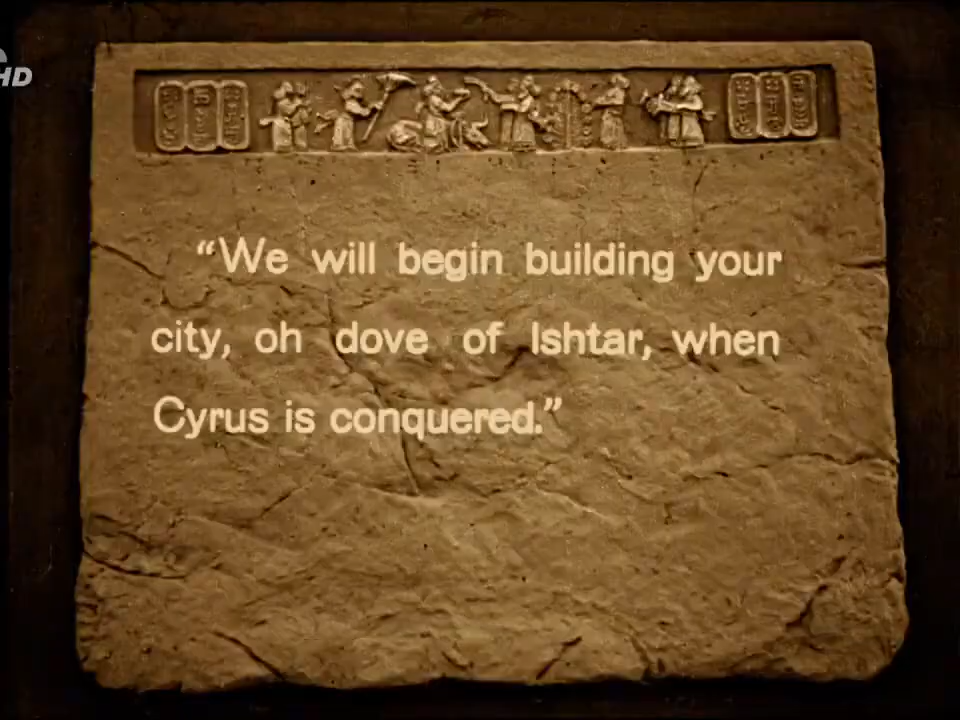 HD
“We will begin building your
city, oh dove of Ishtar, when
Cyrus is conquered.”